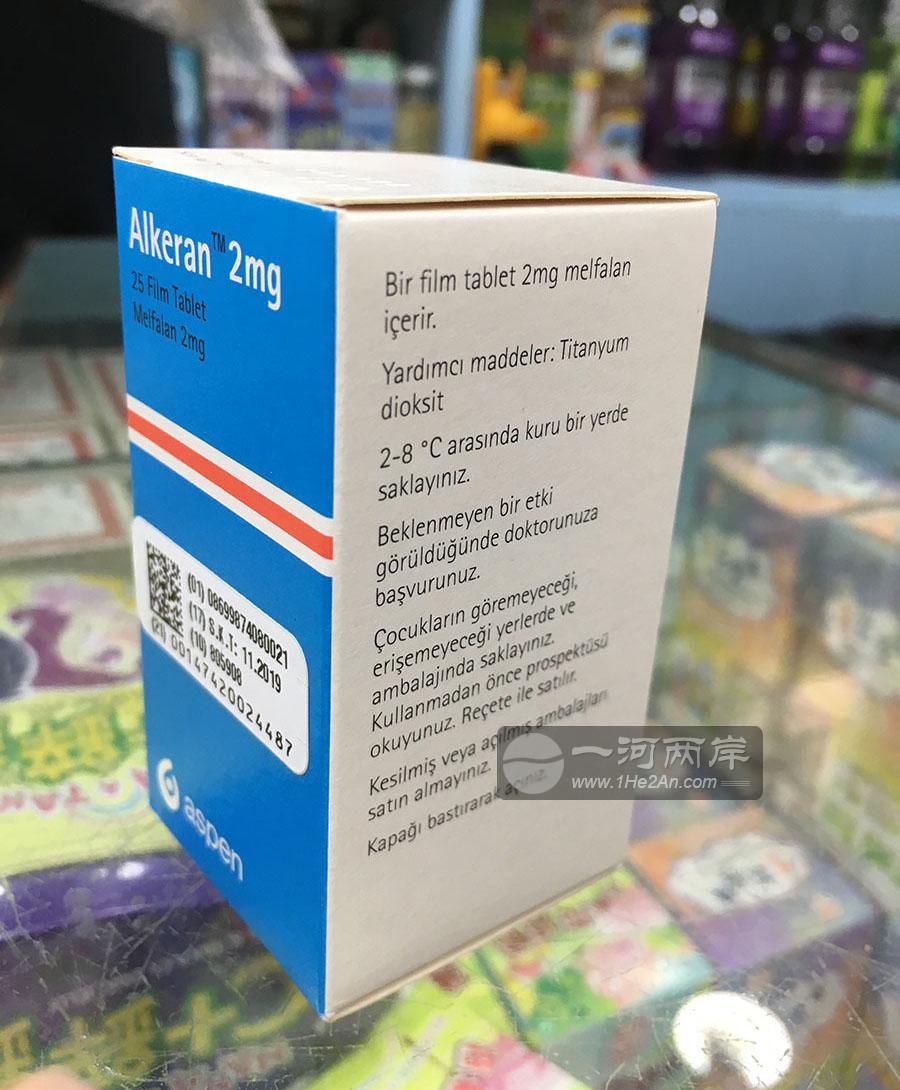 Alkeran™ 2mg
25 Film Tablet
Melfalan 2mg
(01) 08699874080021
(17) S.K.T: 11.2019
(10) 805908
(21) 00147420024487
aspen
Bir film tablet 2mg melfalan
içerir.
Yardımcı maddeler: Titanyum
dioksit
2-8 °C arasında kuru bir yerde
saklayınız.
Beklenmeyen bir etki
görüldüğünde doktorunuza
başvurunuz.
Çocukların göremeyeceği,
erişemeyeceği yerlerde ve
ambalajında saklayınız.
Kullanmadan önce prospektüsü
okuyunuz. Reçete ile satılır.
Kesilmiş veya açılmış ambalajları
satın almayınız.
Kapağı bastırarak açınız.
一河两岸
www.1He2An.com